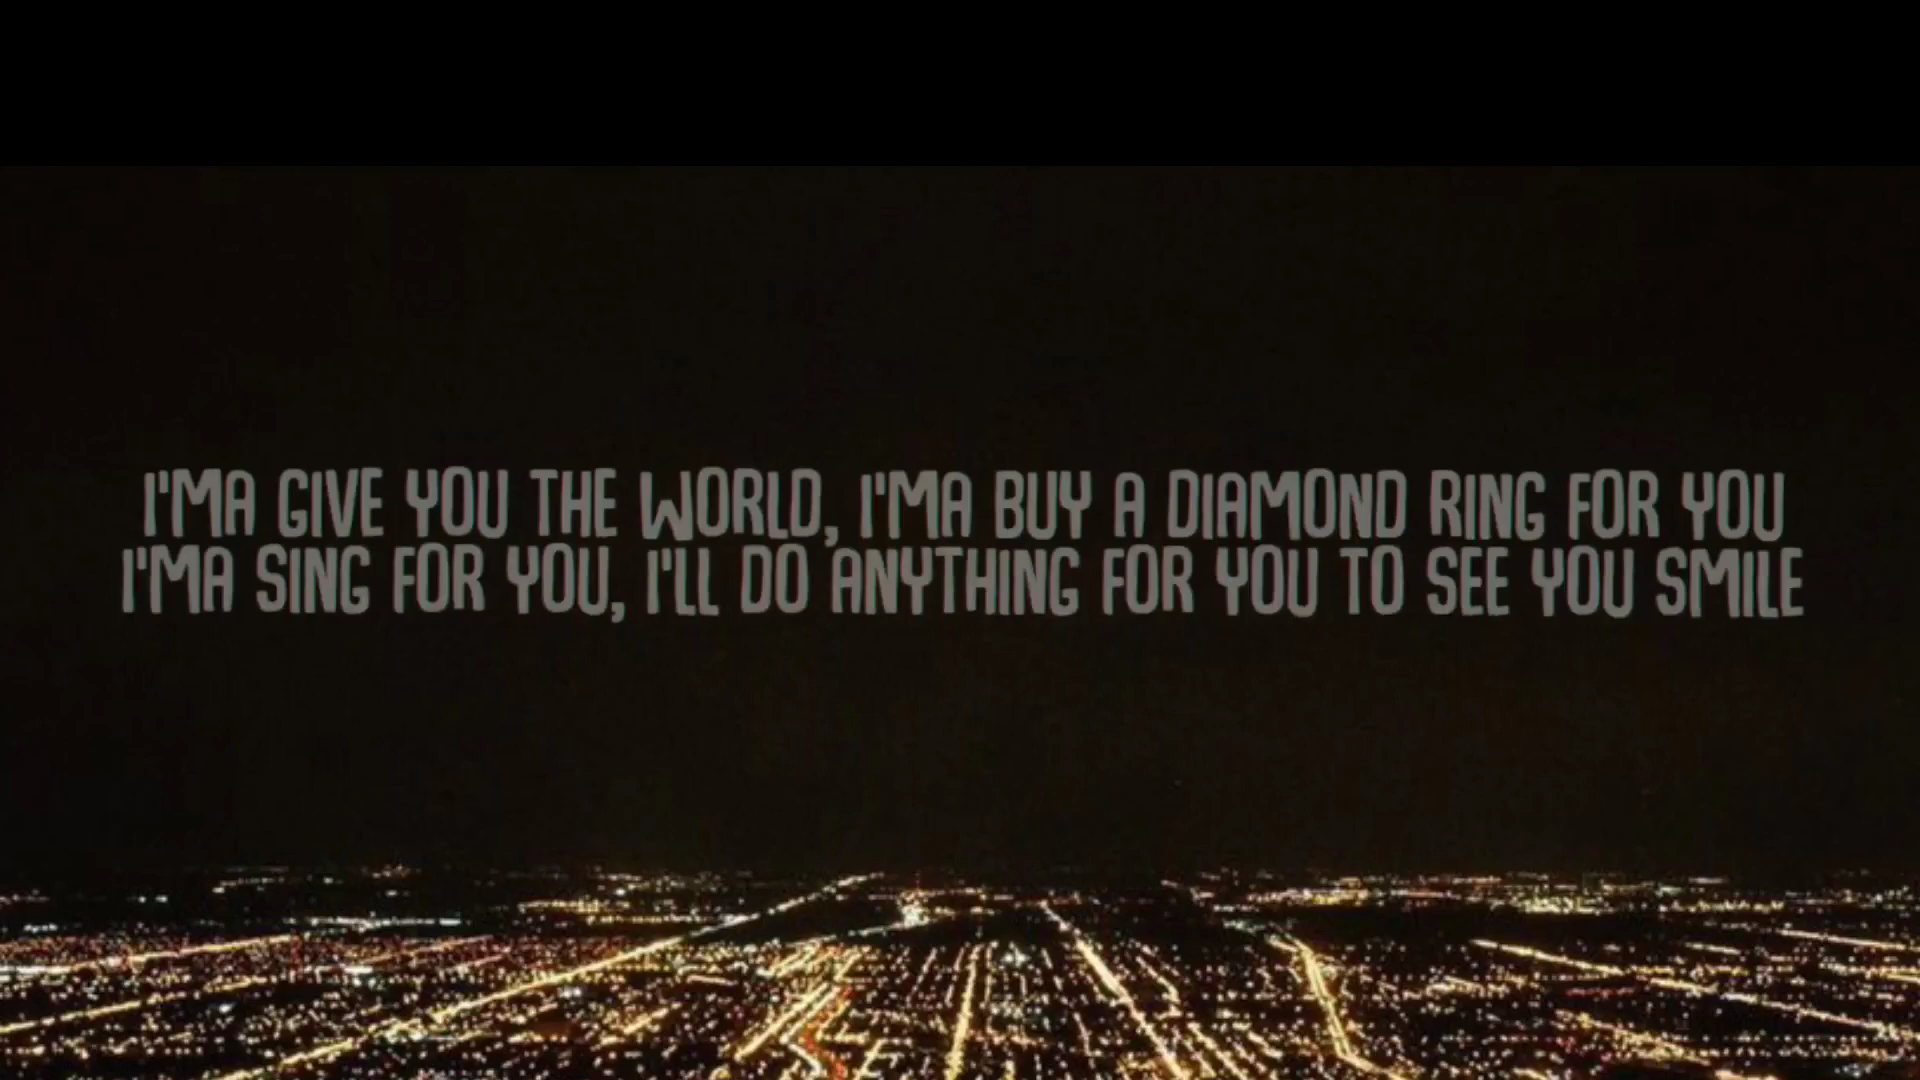 I'MA GIVE YOU THE WORLD, I'MA BUY A DIAMOND RING FOR YOU
I'MA SING FOR YOU, I'LL DO ANYTHING FOR YOU TO SEE YOU SMILE